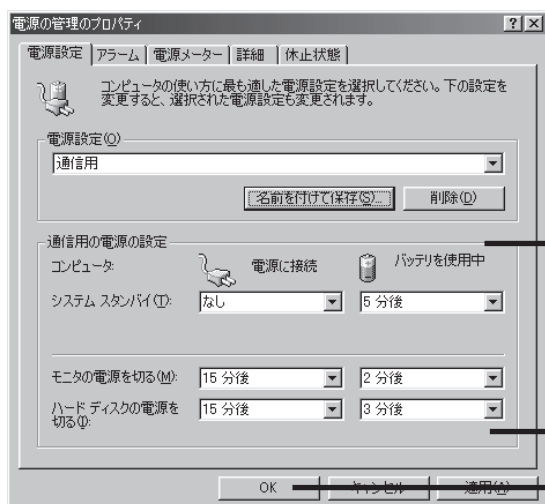 電源の管理のプロパティ
電源設定 アラーム 電源メーター 詳細 休止状態
コンピュータの使い方に最も適した電源設定を選択してください。下の設定を
変更すると、選択された電源設定も変更されます。
電源設定(O)
通信用
名前を付けて保存(S)... 削除(D)
通信用の電源の設定
コンピュータ: 電源に接続 バッテリを使用中
システム スタンバイ(T): なし 5 分後
モニタの電源を切る(M): 15 分後 2 分後
ハード ディスクの電源を 15 分後 3 分後
切る(I):
OK キャンセル 適用(A)